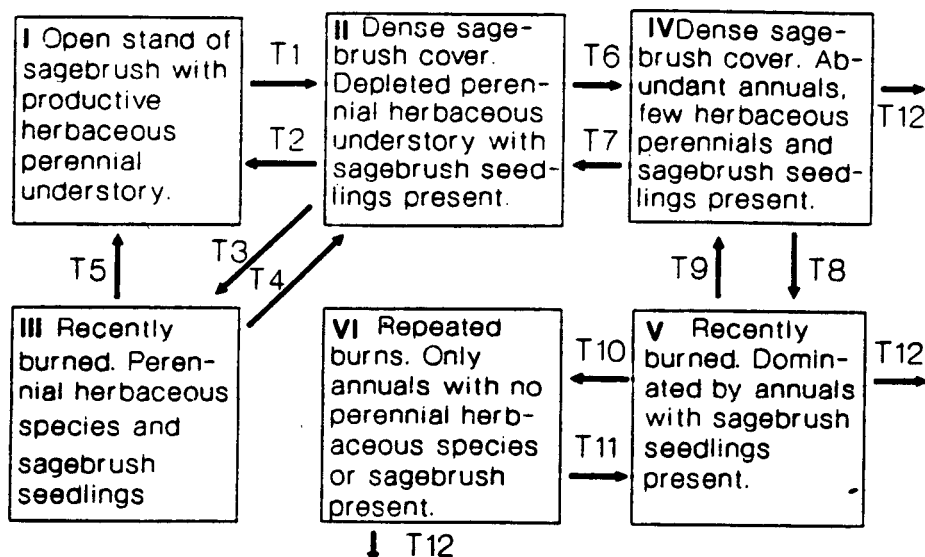 I Open stand of
sagebrush with
productive
herbaceous
perennial
understory.
T1
T2
II Dense sage-
brush cover.
Depleted peren-
nial herbaceous
understory with
sagebrush seed-
lings present.
T6
T7
IV Dense sage-
brush cover. Ab-
undant annuals,
few herbaceous
perennials and
sagebrush seed-
lings present.
T12
T5
T3
T4
T9
T8
III Recently
burned. Peren-
nial herbaceous
species and
sagebrush
seedlings
VI Repeated
burns. Only
annuals with no
perennial herb-
aceous species
or sagebrush
present.
T10
T11
V Recently
burned. Domin-
ated by annuals
with sagebrush
seedlings
present.
T12
T12